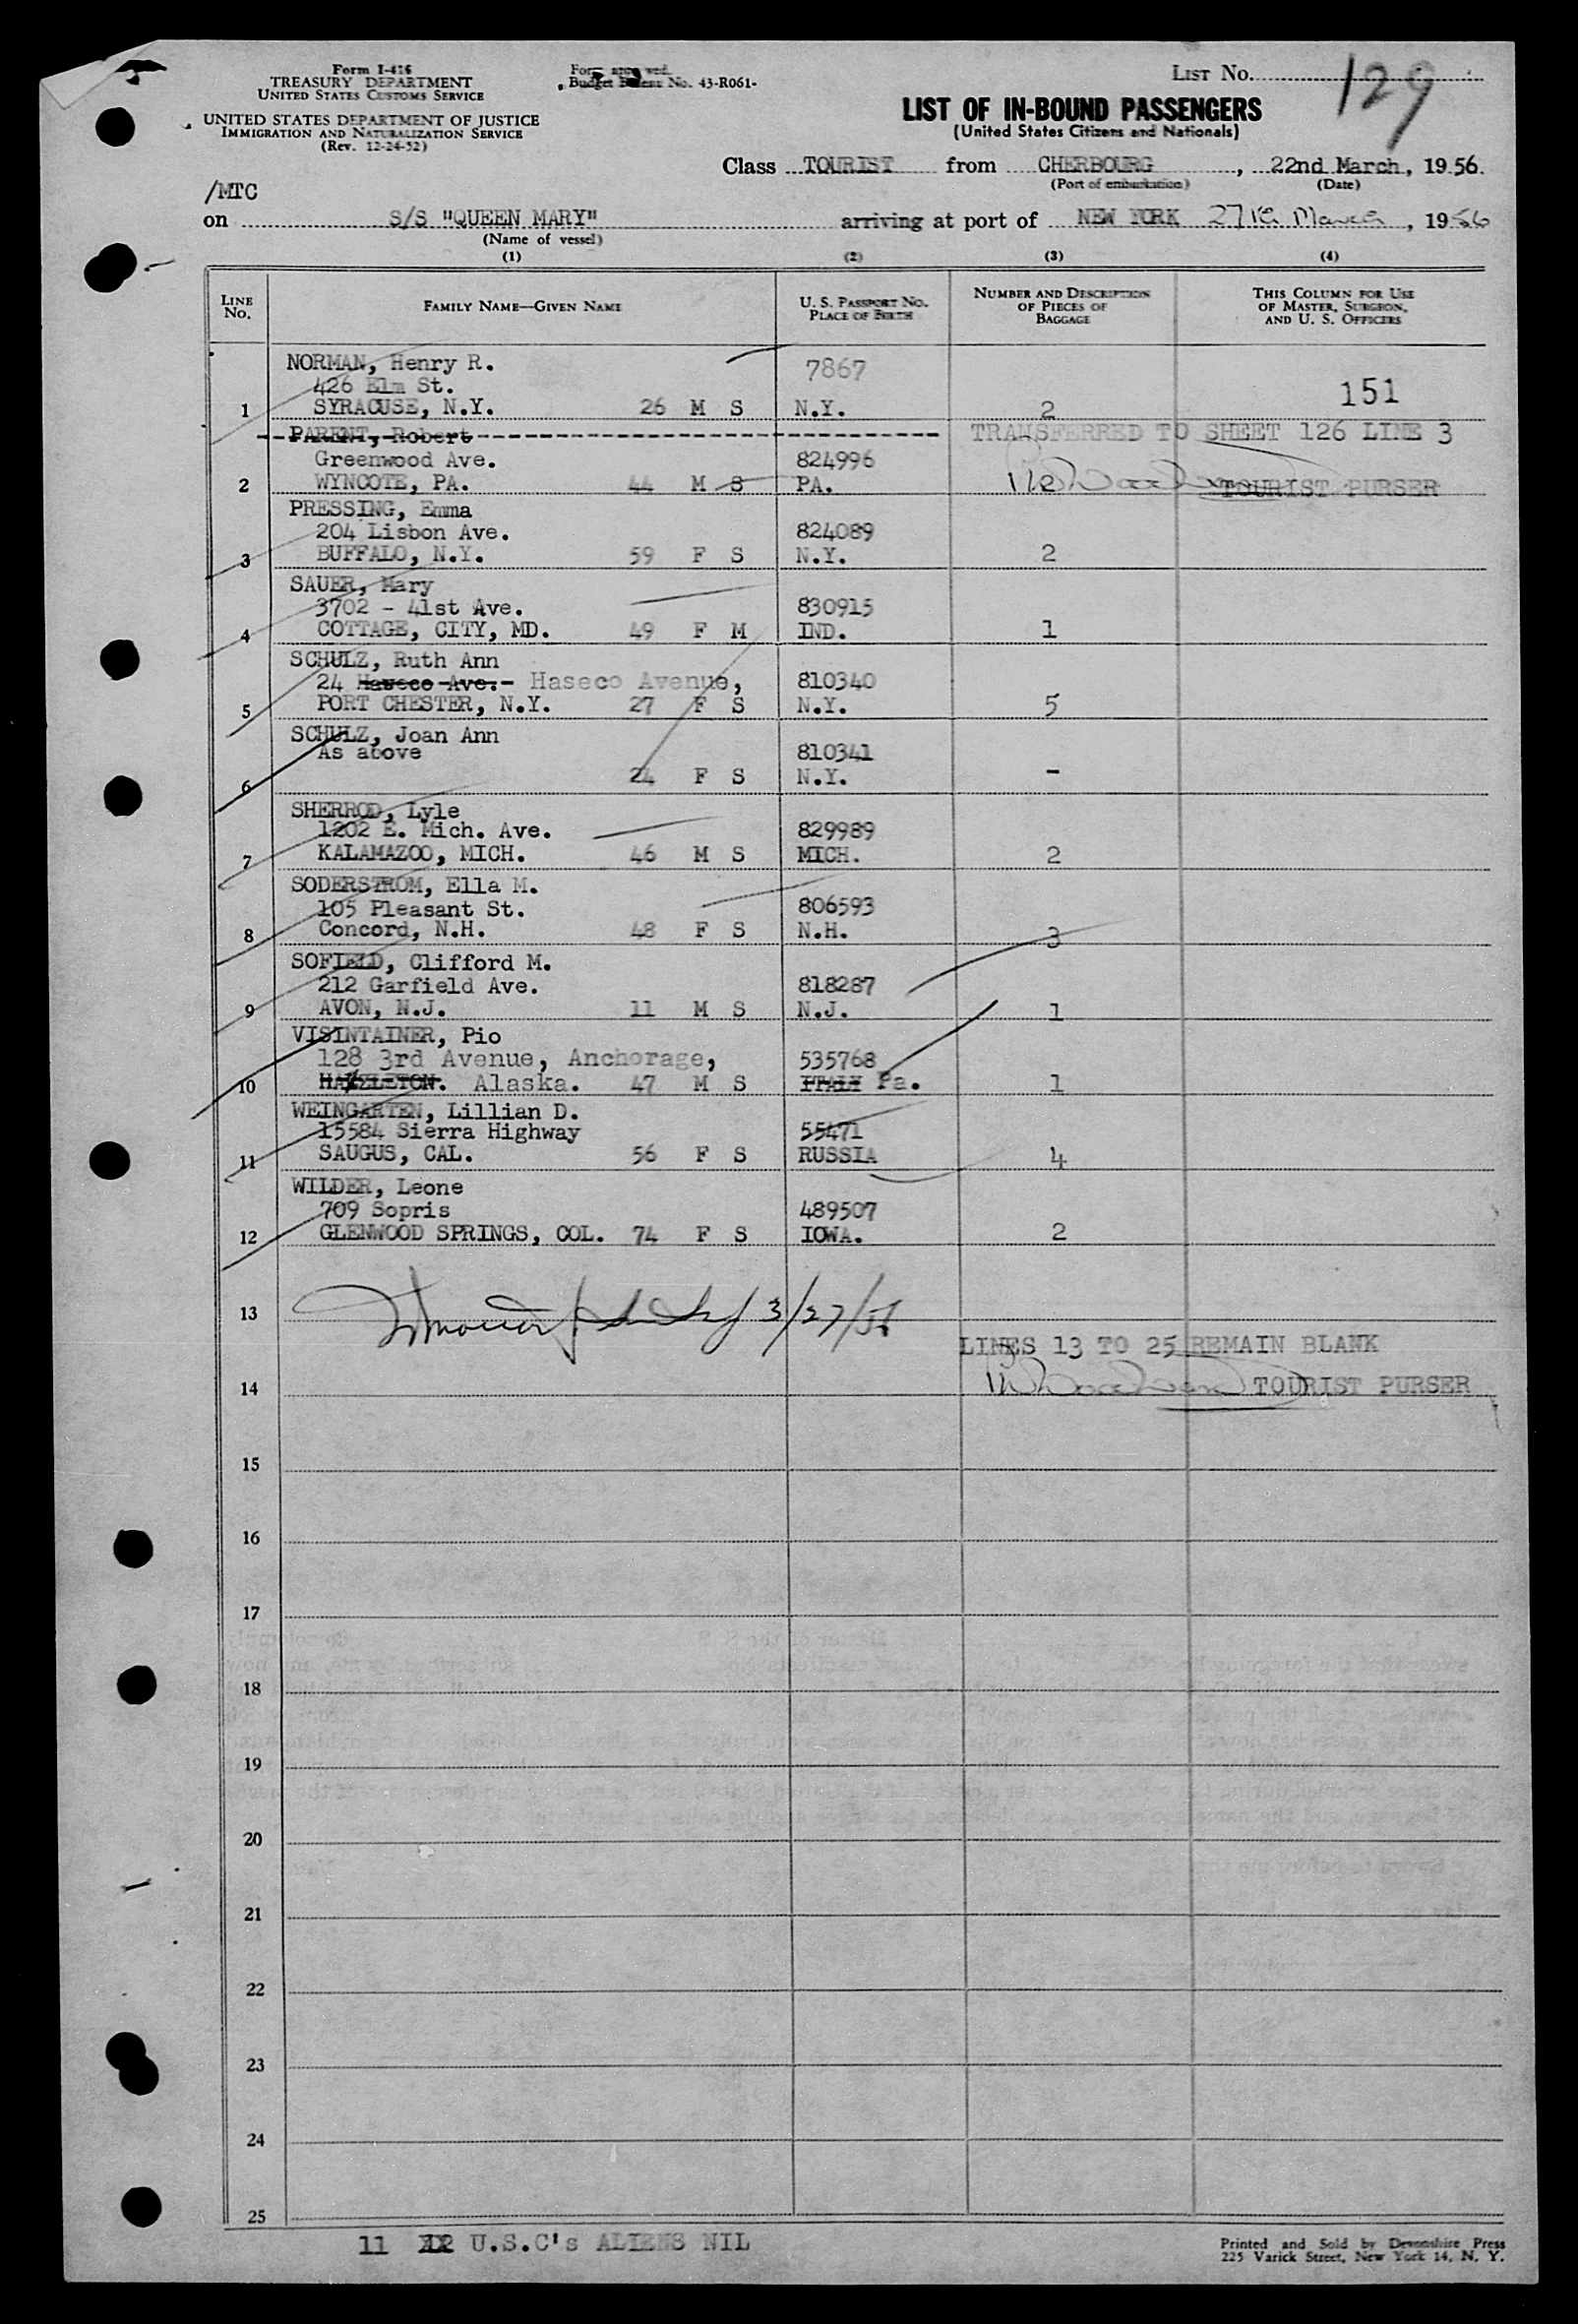 Form I-416
TREASURY DEPARTMENT
UNITED STATES CUSTOMS SERVICE
UNITED STATES DEPARTMENT OF JUSTICE
IMMIGRATION AND NATURALIZATION SERVICE
(Rev. 12-24-52)
Form approved.
Budget Bureau No. 43-R061-
LIST No. 129
LIST OF IN-BOUND PASSENGERS
(United States Citizens and Nationals)
Class TOURIST from CHERBOURG, 22nd March, 1956.
(Port of embarkation) (Date)
/MTC
on S/S "QUEEN MARY" arriving at port of NEW YORK 27th March, 1956
(Name of vessel)
(1) (2) (3) (4)
LINE No. FAMILY NAME—GIVEN NAME U. S. PASSPORT NO. PLACE OF BIRTH NUMBER AND DESCRIPTION OF PIECES OF BAGGAGE THIS COLUMN FOR USE OF MASTER, SURGEON, AND U. S. OFFICERS
NORMAN, Henry R. 7867
426 Elm St. 151
1 SYRACUSE, N.Y. 26 M S N.Y. 2
PARENT, Robert TRANSFERRED TO SHEET 126 LINE 3
Greenwood Ave. 824996
2 WYNCOTE, PA. 44 M S PA. TOURIST PURSER
PRESSING, Emma
204 Lisbon Ave. 824089
3 BUFFALO, N.Y. 59 F S N.Y. 2
SAUER, Mary
3702 - 41st Ave. 830915
4 COTTAGE, CITY, MD. 49 F M IND. 1
SCHULZ, Ruth Ann
24 Haseco Ave. Haseco Avenue, 810340
5 PORT CHESTER, N.Y. 27 F S N.Y. 5
SCHULZ, Joan Ann
As above 810341
6 24 F S N.Y. -
SHERROD, Lyle
1202 E. Mich. Ave. 829989
7 KALAMAZOO, MICH. 46 M S MICH. 2
SODERSTROM, Ella M.
105 Pleasant St. 806593
8 Concord, N.H. 48 F S N.H. 3
SOFIELD, Clifford M.
212 Garfield Ave. 818287
9 AVON, N.J. 11 M S N.J. 1
VISINTAINER, Pio
128 3rd Avenue, Anchorage, 535768
10 HAZELETON. Alaska. 47 M S ITALY Pa. 1
WEINGARTEN, Lillian D.
15584 Sierra Highway 55471
11 SAUGUS, CAL. 56 F S RUSSIA 4
WILDER, Leone
709 Sopris 489507
12 GLENWOOD SPRINGS, COL. 74 F S IOWA. 2
13 3/27/56
LINES 13 TO 25 REMAIN BLANK
14 TOURIST PURSER
15
16
17
18
19
20
21
22
23
24
25
11 12 U.S.C's ALIENS NIL
Printed and Sold by Devonshire Press
225 Varick Street, New York 14, N. Y.